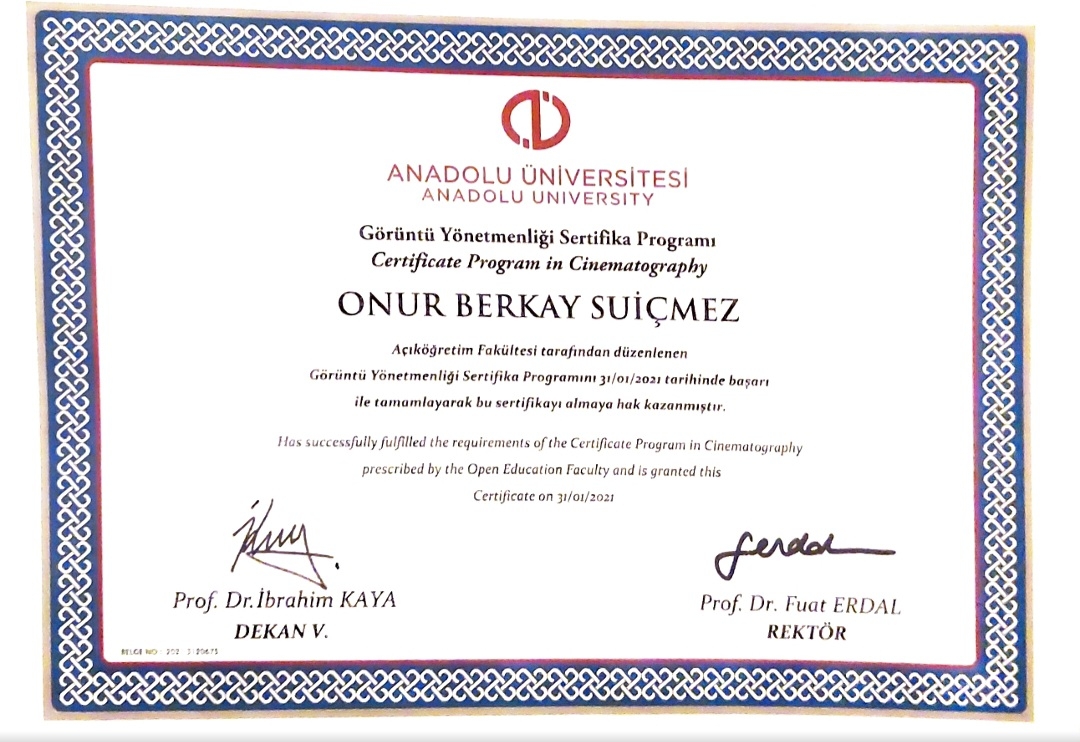 ANADOLU ÜNİVERSİTESİ
ANADOLU UNIVERSITY
Görüntü Yönetmenliği Sertifika Programı
Certificate Program in Cinematography
ONUR BERKAY SUİÇMEZ
Açıköğretim Fakültesi tarafından düzenlenen
Görüntü Yönetmenliği Sertifika Programını 31/01/2021 tarihinde başarı
ile tamamlayarak bu sertifikayı almaya hak kazanmıştır.
Has successfully fulfilled the requirements of the Certificate Program in Cinematography
prescribed by the Open Education Faculty and is granted this
Certificate on 31/01/2021
Prof. Dr. İbrahim KAYA
DEKAN V.
Prof. Dr. Fuat ERDAL
REKTÖR
BELGE NO :